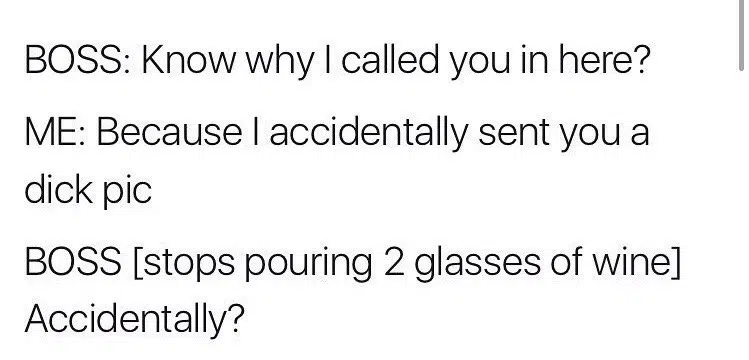 BOSS: Know why I called you in here?
ME: Because I accidentally sent you a
dick pic
BOSS [stops pouring 2 glasses of wine]
Accidentally?